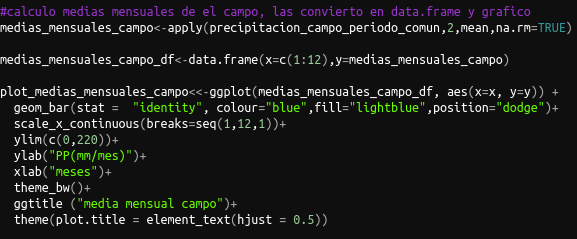 #calculo medias mensuales de el campo, las convierto en data.frame y grafico
medias_mensuales_campo<-apply(precipitacion_campo_periodo_comun,2,mean,na.rm=TRUE)
medias_mensuales_campo_df<-data.frame(x=c(1:12),y=medias_mensuales_campo)
plot_medias_mensuales_campo<<-ggplot(medias_mensuales_campo_df, aes(x=x, y=y)) +
geom_bar(stat =  "identity", colour="blue",fill="lightblue",position="dodge")+
scale_x_continuous(breaks=seq(1,12,1))+
ylim(c(0,220))+
ylab("PP(mm/mes)")+
xlab("meses")+
theme_bw()+
ggtitle ("media mensual campo")+
theme(plot.title = element_text(hjust = 0.5))